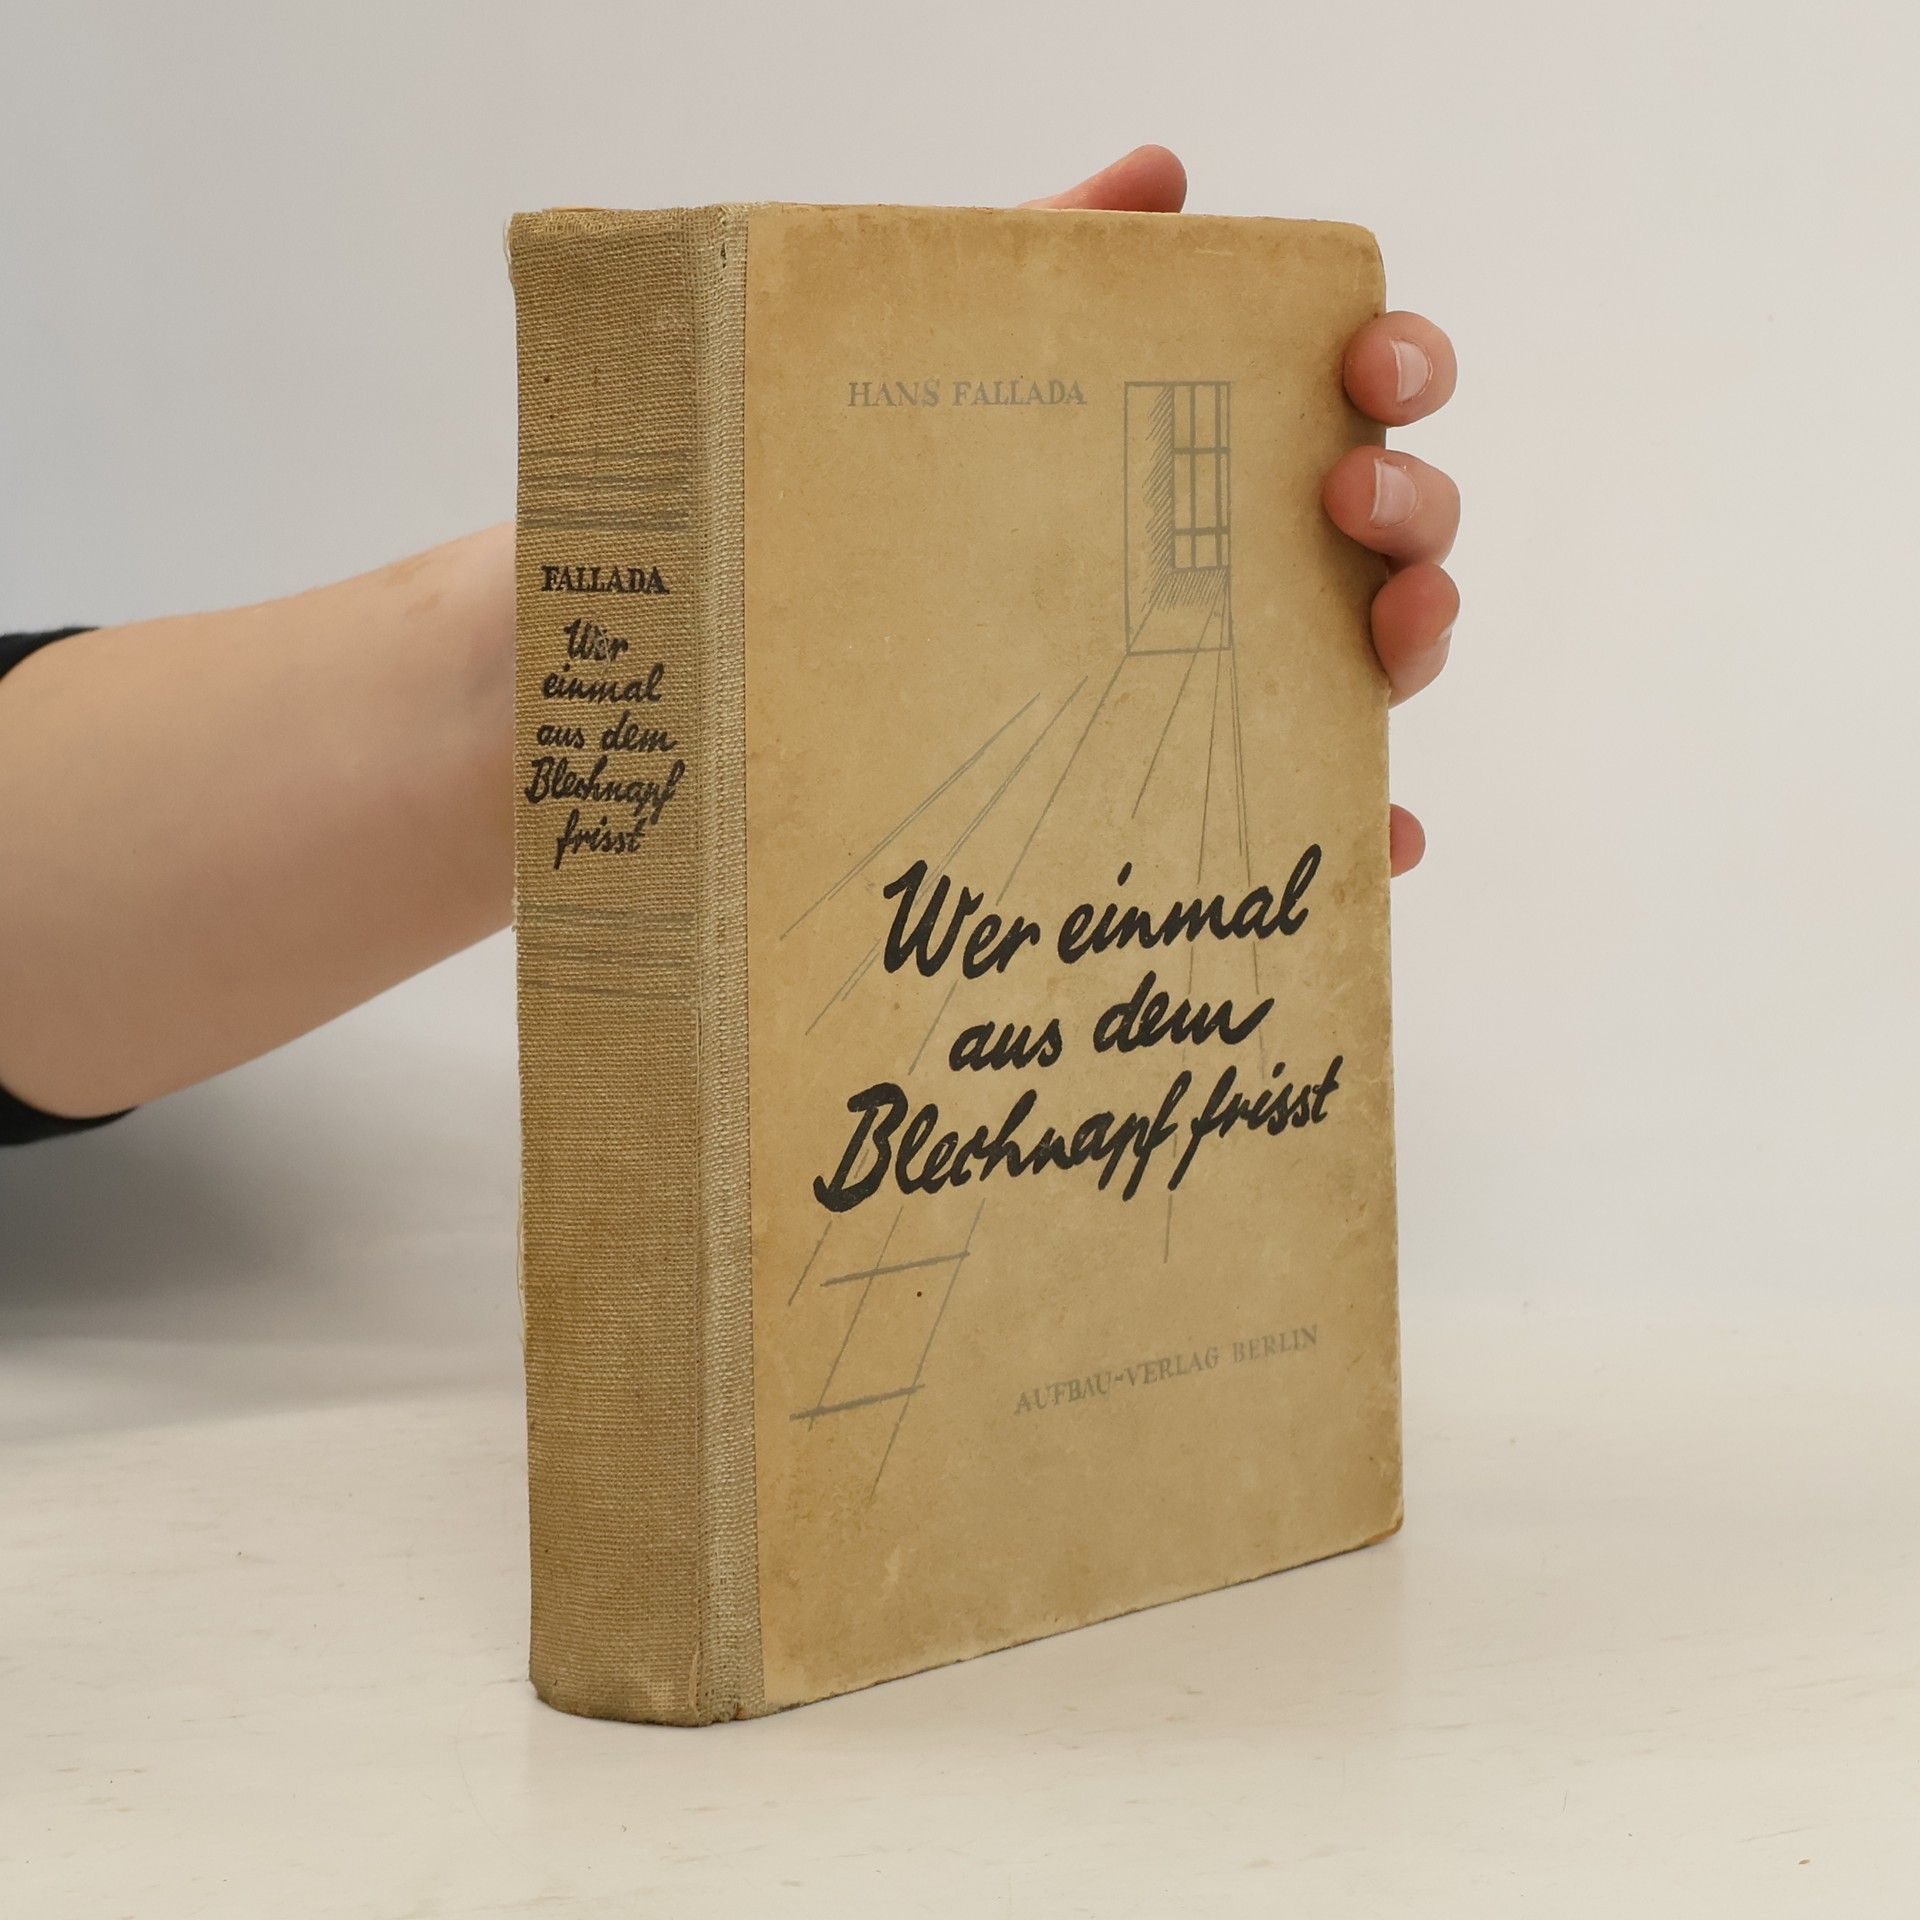 FALLADA
Wer
einmal
aus dem
Blechnapf
frisst
HANS FALLADA
Wer einmal
aus dem
Blechnapf frisst
AUFBAU-VERLAG BERLIN